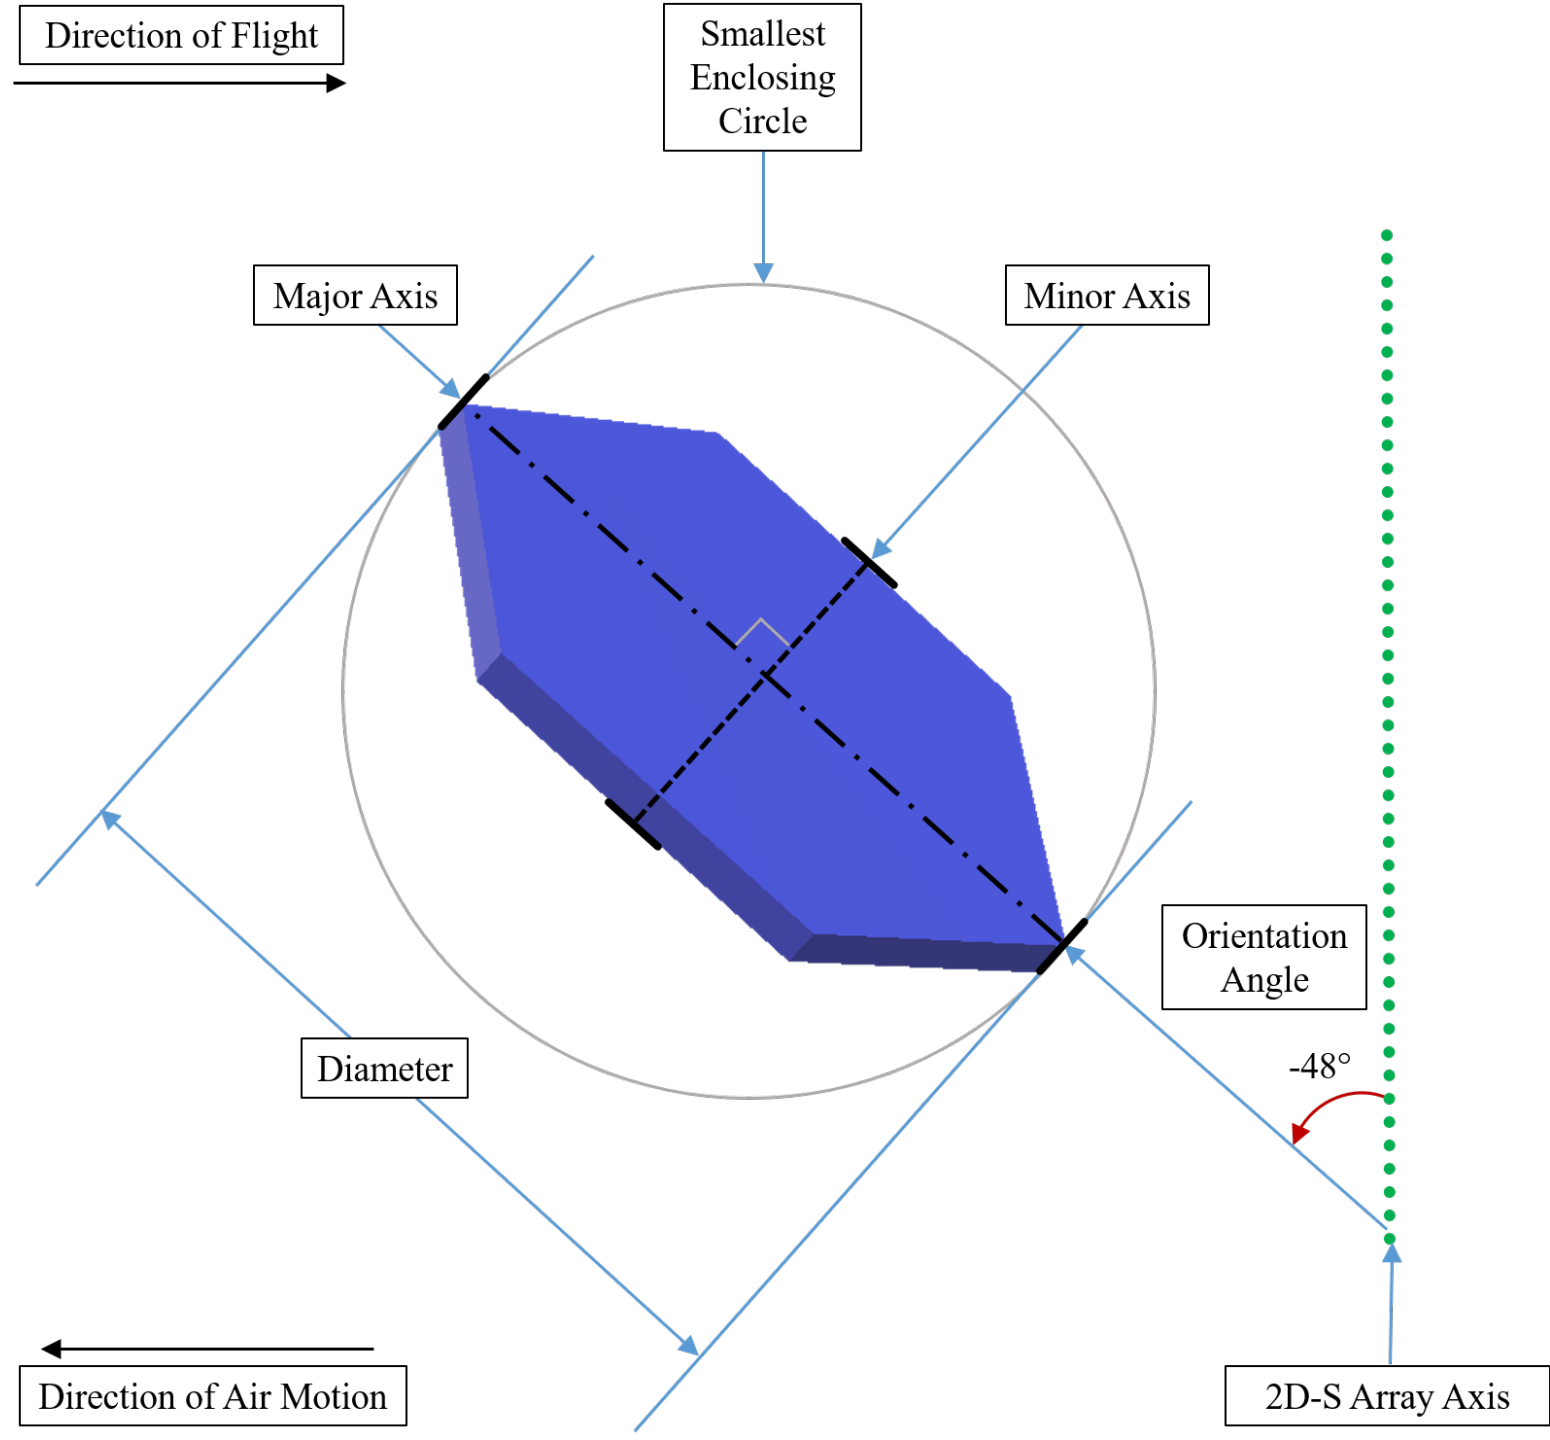 Direction of Flight
Smallest
Enclosing
Circle
Major Axis
Minor Axis
Orientation
Angle
-48°
Diameter
Direction of Air Motion
2D-S Array Axis